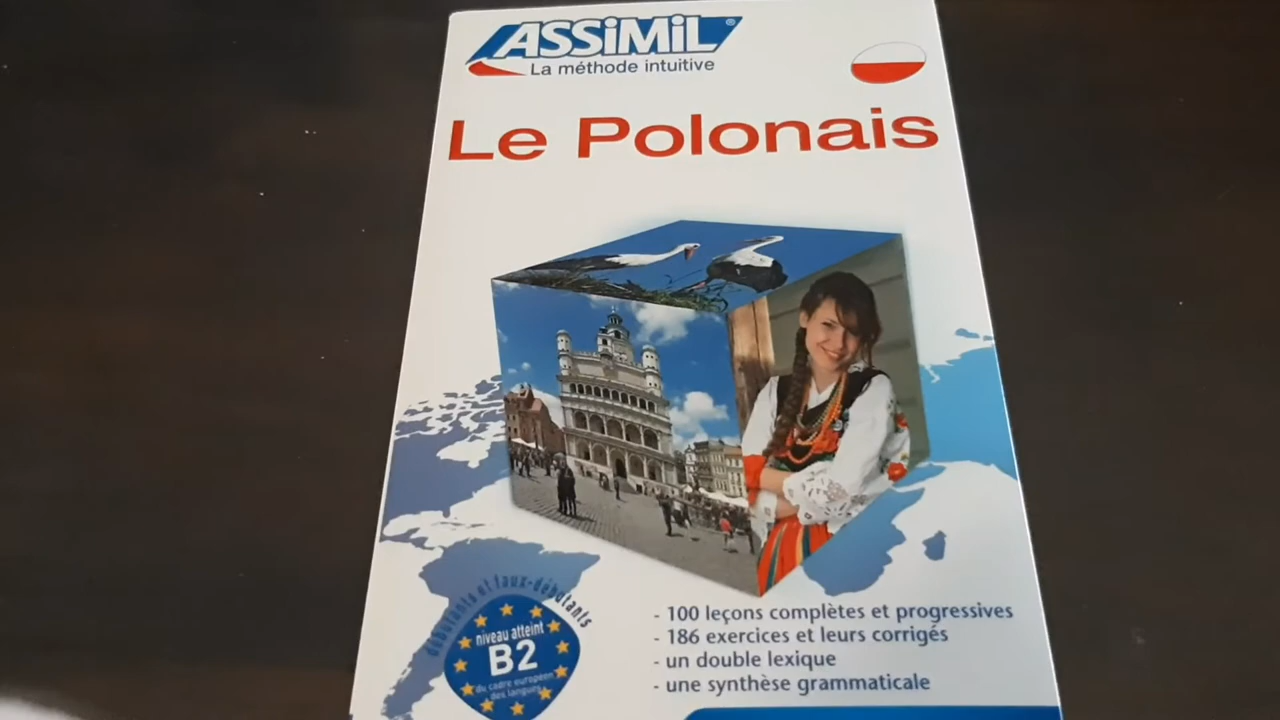 ASSiMiL®
La méthode intuitive
Le Polonais
- 100 leçons complètes et progressives
- 186 exercices et leurs corrigés
- un double lexique
- une synthèse grammaticale
débutants et faux-débutants
niveau atteint
B2
du cadre européen
des langues